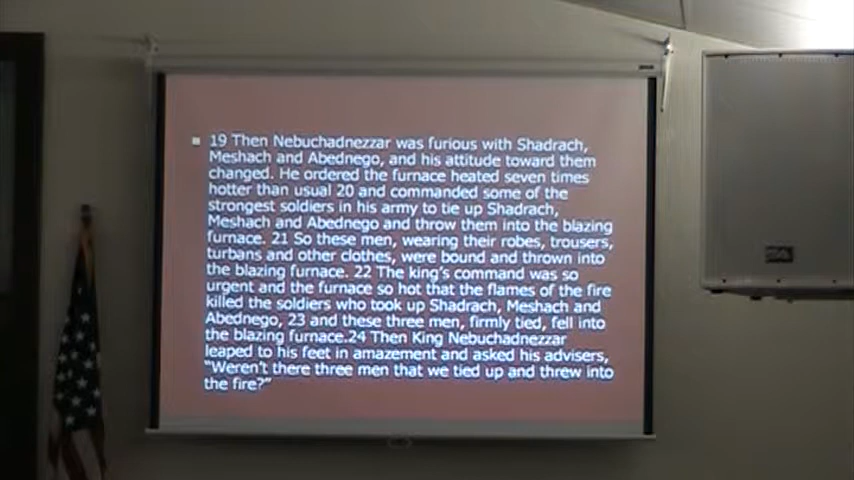 19 Then Nebuchadnezzar was furious with Shadrach,
Meshach and Abednego, and his attitude toward them
changed. He ordered the furnace heated seven times
hotter than usual 20 and commanded some of the
strongest soldiers in his army to tie up Shadrach,
Meshach and Abednego and throw them into the blazing
furnace. 21 So these men, wearing their robes, trousers,
turbans and other clothes, were bound and thrown into
the blazing furnace. 22 The king's command was so
urgent and the furnace so hot that the flames of the fire
killed the soldiers who took up Shadrach, Meshach and
Abednego, 23 and these three men, firmly tied, fell into
the blazing furnace.24 Then King Nebuchadnezzar
leaped to his feet in amazement and asked his advisers,
“Weren't there three men that we tied up and threw into
the fire?”